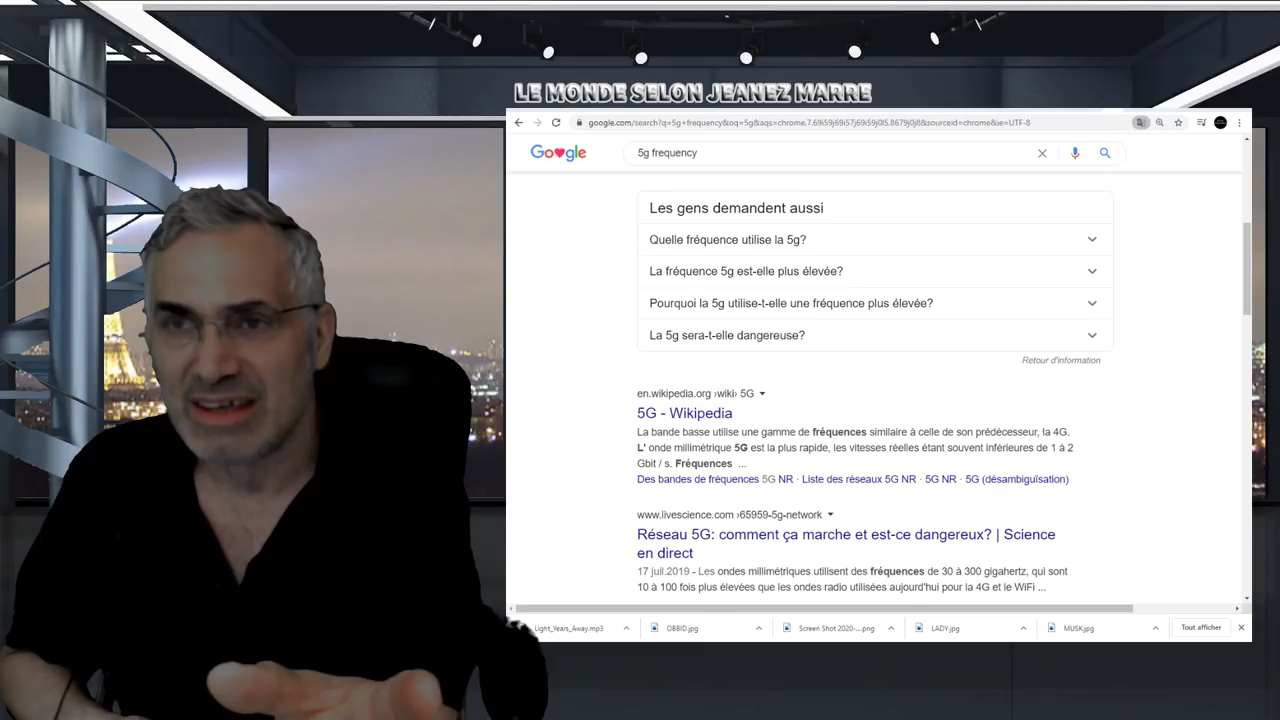 LE MONDE SELON JEANEZ MARRE
google.com/search?q=5g+frequency&oq=5g&aqs=chrome.7.69i59j69i57j69i59j0l5.8679j0j8&sourceid=chrome&ie=UTF-8
Google
5g frequency
Les gens demandent aussi
Quelle fréquence utilise la 5g?
La fréquence 5g est-elle plus élevée?
Pourquoi la 5g utilise-t-elle une fréquence plus élevée?
La 5g sera-t-elle dangereuse?
Retour d'information
en.wikipedia.org ›wiki› 5G
5G - Wikipedia
La bande basse utilise une gamme de fréquences similaire à celle de son prédécesseur, la 4G.
L' onde millimétrique 5G est la plus rapide, les vitesses réelles étant souvent inférieures de 1 à 2
Gbit / s. Fréquences ...
Des bandes de fréquences 5G NR · Liste des réseaux 5G NR · 5G NR · 5G (désambiguïsation)
www.livescience.com ›65959-5g-network
Réseau 5G: comment ça marche et est-ce dangereux? | Science
en direct
17 juil.2019 - Les ondes millimétriques utilisent des fréquences de 30 à 300 gigahertz, qui sont
10 à 100 fois plus élevées que les ondes radio utilisées aujourd'hui pour la 4G et le WiFi ...
Light_Years_Away.mp3
OBBID.jpg
Screen Shot 2020-....png
LADY.jpg
MUSK.jpg
Tout afficher